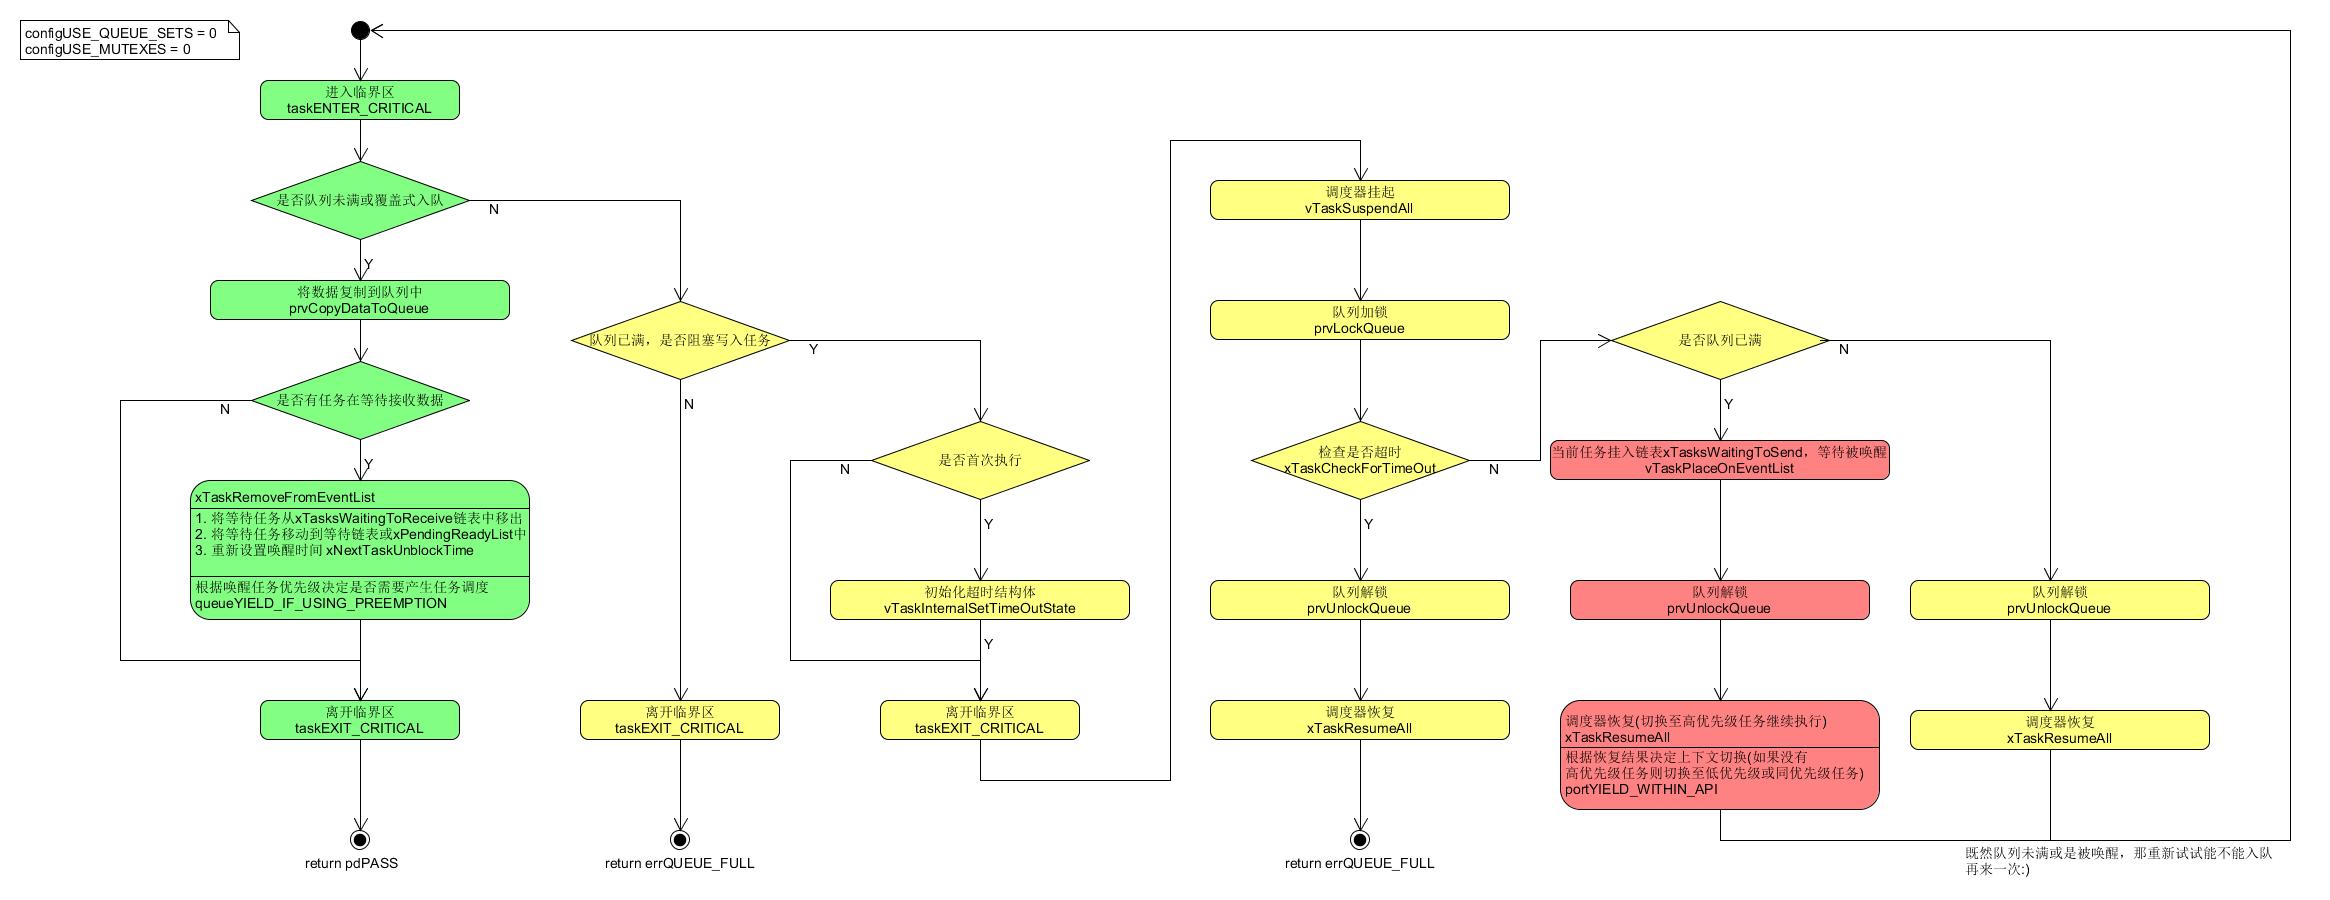 configUSE_QUEUE_SETS = 0
configUSE_MUTEXES = 0
进入临界区
taskENTER_CRITICAL
是否队列未满或覆盖式入队
N
Y
将数据复制到队列中
prvCopyDataToQueue
是否有任务在等待接收数据
N
Y
xTaskRemoveFromEventList
1. 将等待任务从xTasksWaitingToReceive链表中移出
2. 将等待任务移动到等待链表或xPendingReadyList中
3. 重新设置唤醒时间 xNextTaskUnblockTime
根据唤醒任务优先级决定是否需要产生任务调度
queueYIELD_IF_USING_PREEMPTION
离开临界区
taskEXIT_CRITICAL
return pdPASS
队列已满，是否阻塞写入任务
Y
N
离开临界区
taskEXIT_CRITICAL
return errQUEUE_FULL
是否首次执行
N
Y
初始化超时结构体
vTaskInternalSetTimeOutState
Y
离开临界区
taskEXIT_CRITICAL
调度器挂起
vTaskSuspendAll
队列加锁
prvLockQueue
检查是否超时
xTaskCheckForTimeOut
N
Y
队列解锁
prvUnlockQueue
调度器恢复
xTaskResumeAll
return errQUEUE_FULL
是否队列已满
N
Y
当前任务挂入链表xTasksWaitingToSend，等待被唤醒
vTaskPlaceOnEventList
队列解锁
prvUnlockQueue
调度器恢复(切换至高优先级任务继续执行)
xTaskResumeAll
根据恢复结果决定上下文切换(如果没有
高优先级任务则切换至低优先级或同优先级任务)
portYIELD_WITHIN_API
队列解锁
prvUnlockQueue
调度器恢复
xTaskResumeAll
既然队列未满或是被唤醒，那重新试试能不能入队
再来一次:)